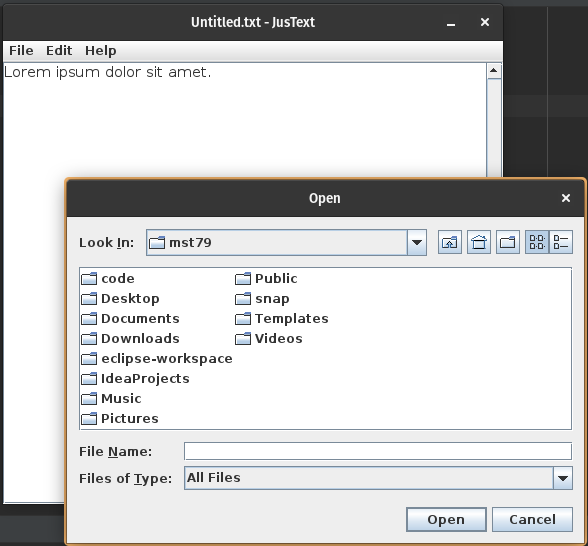 Untitled.txt - JusText
File Edit Help
Lorem ipsum dolor sit amet.
Open
Look In: mst79
code
Desktop
Documents
Downloads
eclipse-workspace
IdeaProjects
Music
Pictures
Public
snap
Templates
Videos
File Name:
Files of Type: All Files
Open Cancel